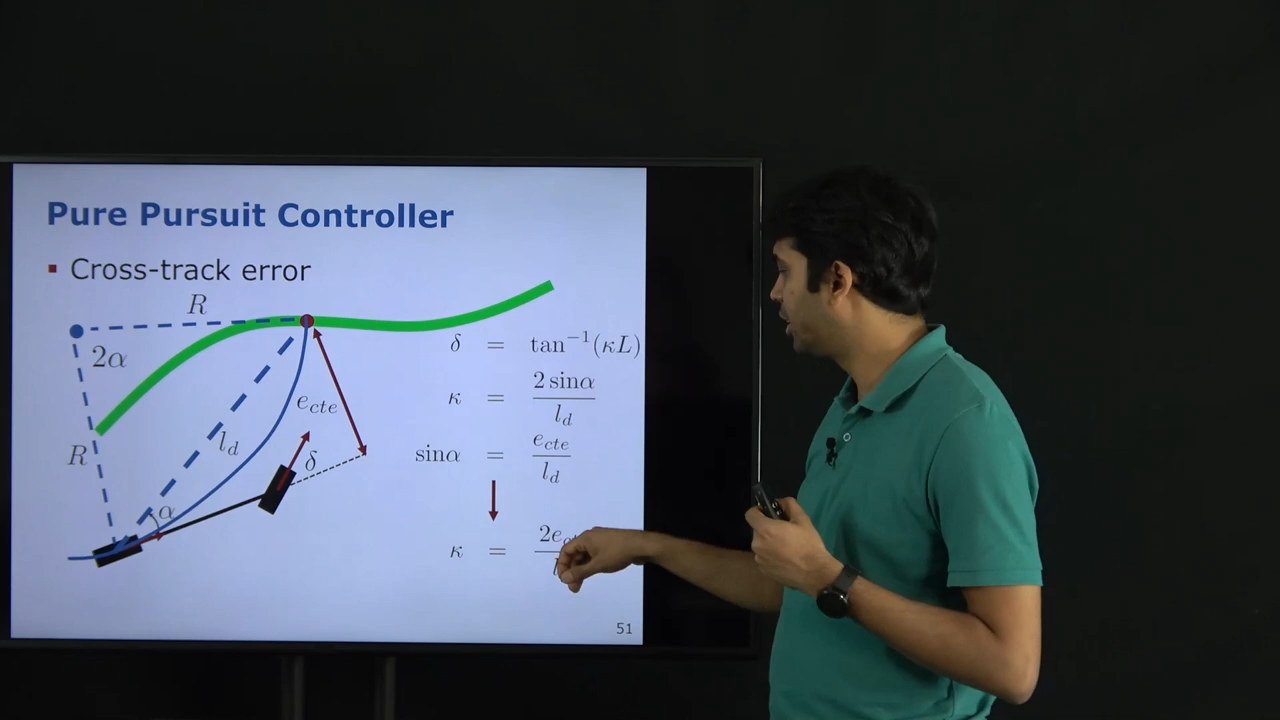 Pure Pursuit Controller
▪ Cross-track error
R
2α
R
e_cte
l_d
δ
α
δ = tan⁻¹(κL)
κ = 2 sinα / l_d
sinα = e_cte / l_d
κ = 2e
51